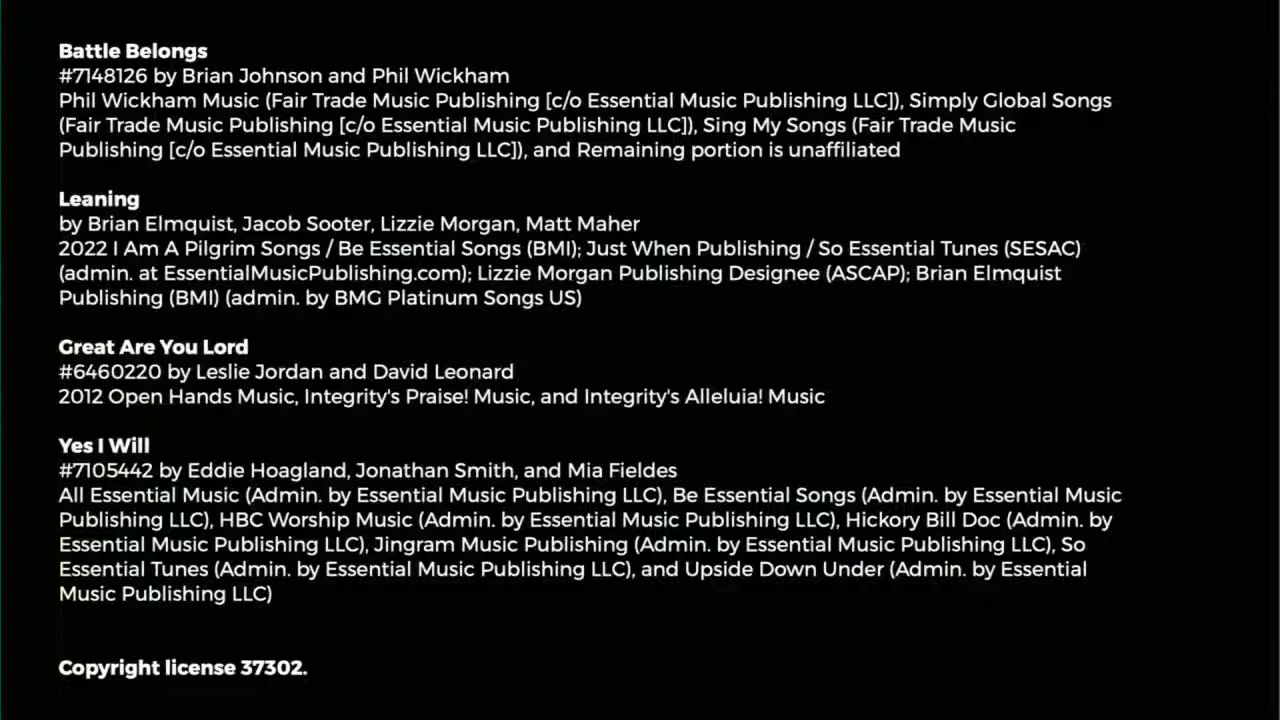 Battle Belongs
#7148126 by Brian Johnson and Phil Wickham
Phil Wickham Music (Fair Trade Music Publishing [c/o Essential Music Publishing LLC]), Simply Global Songs
(Fair Trade Music Publishing [c/o Essential Music Publishing LLC]), Sing My Songs (Fair Trade Music
Publishing [c/o Essential Music Publishing LLC]), and Remaining portion is unaffiliated
Leaning
by Brian Elmquist, Jacob Sooter, Lizzie Morgan, Matt Maher
2022 I Am A Pilgrim Songs / Be Essential Songs (BMI); Just When Publishing / So Essential Tunes (SESAC)
(admin. at EssentialMusicPublishing.com); Lizzie Morgan Publishing Designee (ASCAP); Brian Elmquist
Publishing (BMI) (admin. by BMG Platinum Songs US)
Great Are You Lord
#6460220 by Leslie Jordan and David Leonard
2012 Open Hands Music, Integrity's Praise! Music, and Integrity's Alleluia! Music
Yes I Will
#7105442 by Eddie Hoagland, Jonathan Smith, and Mia Fieldes
All Essential Music (Admin. by Essential Music Publishing LLC), Be Essential Songs (Admin. by Essential Music
Publishing LLC), HBC Worship Music (Admin. by Essential Music Publishing LLC), Hickory Bill Doc (Admin. by
Essential Music Publishing LLC), Jingram Music Publishing (Admin. by Essential Music Publishing LLC), So
Essential Tunes (Admin. by Essential Music Publishing LLC), and Upside Down Under (Admin. by Essential
Music Publishing LLC)
Copyright license 37302.